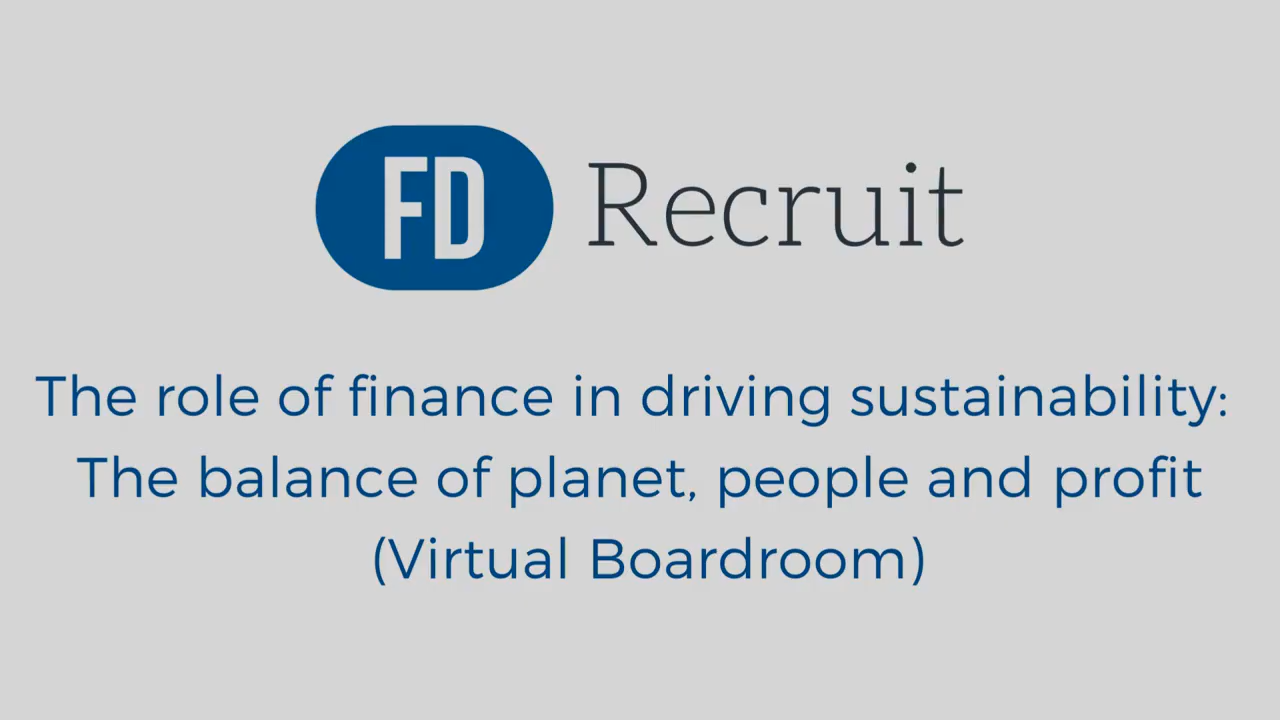 FD Recruit
The role of finance in driving sustainability:
The balance of planet, people and profit
(Virtual Boardroom)